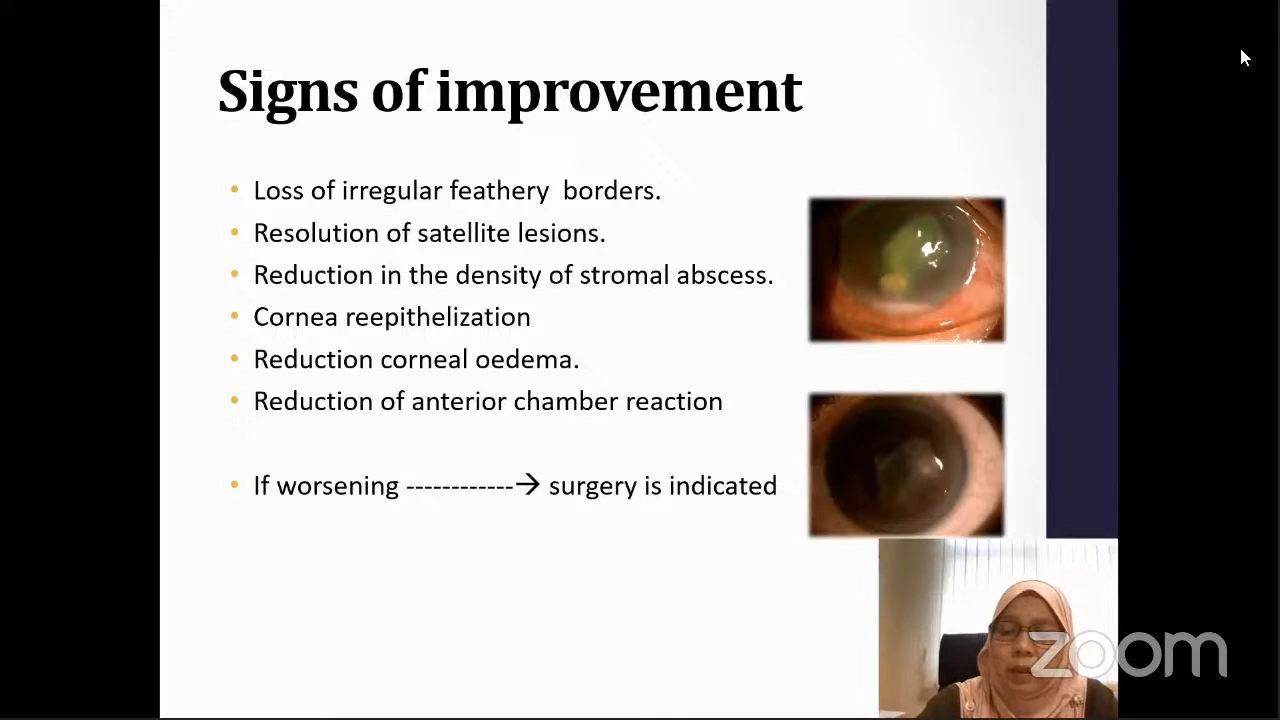 Signs of improvement
• Loss of irregular feathery  borders.
• Resolution of satellite lesions.
• Reduction in the density of stromal abscess.
• Cornea reepithelization
• Reduction corneal oedema.
• Reduction of anterior chamber reaction
• If worsening ------------→ surgery is indicated
zoom